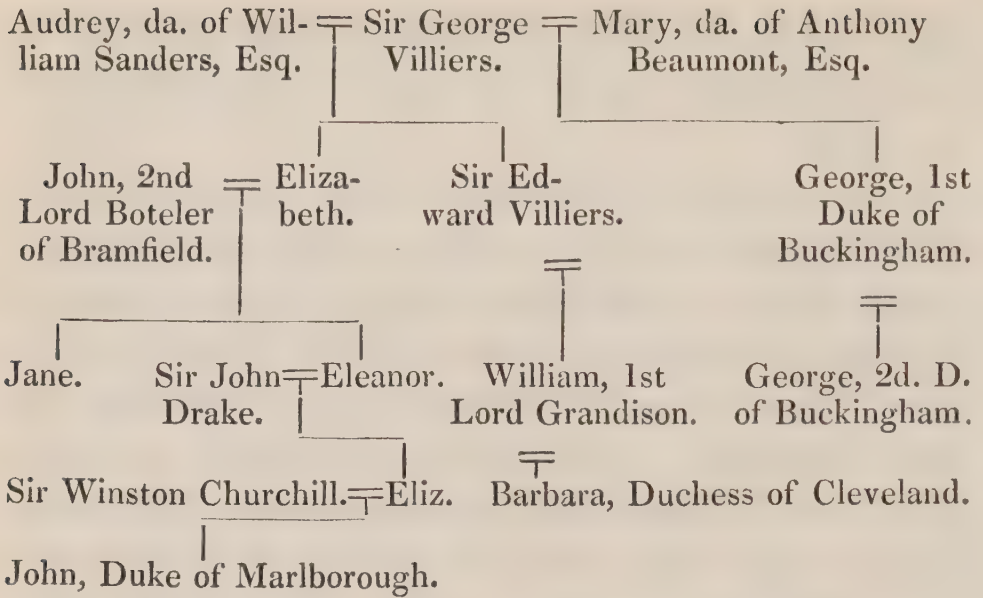 Audrey, da. of Wil- Sir George Mary, da. of Anthony
liam Sanders, Esq. Villiers. Beaumont, Esq.
John, 2nd Eliza- Sir Ed- George, 1st
Lord Boteler beth. ward Villiers. Duke of
of Bramfield. Buckingham.
Jane. Sir John Eleanor. William, 1st George, 2d. D.
Drake. Lord Grandison. of Buckingham.
Sir Winston Churchill. Eliz. Barbara, Duchess of Cleveland.
John, Duke of Marlborough.